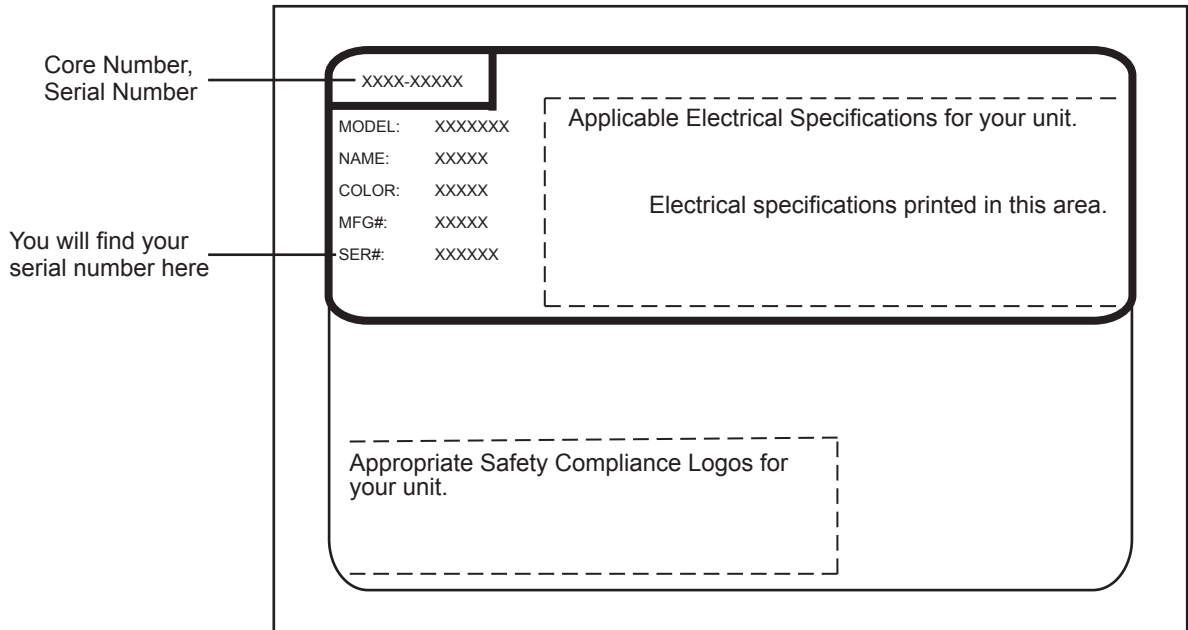 Core Number,
Serial Number
XXXX-XXXXX
MODEL: XXXXXXX
NAME: XXXXX
COLOR: XXXXX
MFG#: XXXXX
SER#: XXXXXX
You will find your
serial number here
Applicable Electrical Specifications for your unit.
Electrical specifications printed in this area.
Appropriate Safety Compliance Logos for
your unit.